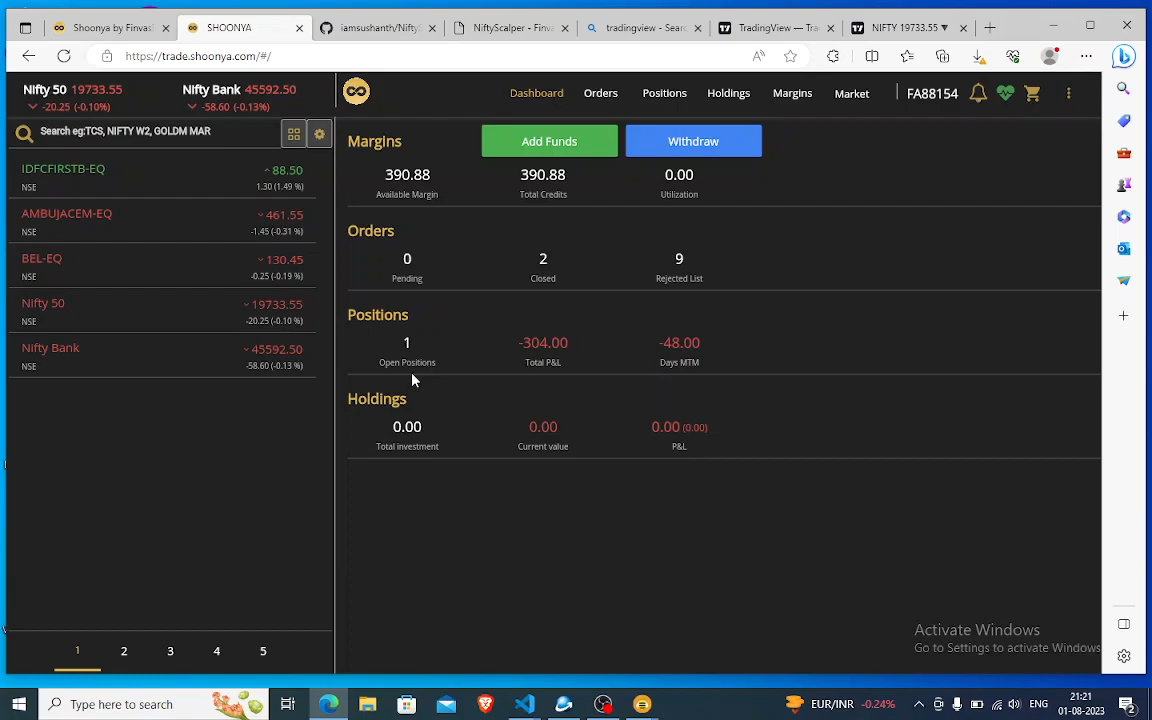 Shoonya by Finvasi
SHOONYA
iamsushanth/Nifty
NiftyScalper - Finva
tradingview - Searc
TradingView — Tra
NIFTY 19733.55 ▼
https://trade.shoonya.com/#/
Nifty 50 19733.55
-20.25 (-0.10%)
Nifty Bank 45592.50
-58.60 (-0.13%)
Dashboard
Orders
Positions
Holdings
Margins
Market
FA88154
Search eg:TCS, NIFTY W2, GOLDM MAR
IDFCFIRSTB-EQ 88.50
NSE 1.30 (1.49 %)
AMBUJACEM-EQ 461.55
NSE -1.45 (-0.31 %)
BEL-EQ 130.45
NSE -0.25 (-0.19 %)
Nifty 50 19733.55
NSE -20.25 (-0.10 %)
Nifty Bank 45592.50
NSE -58.60 (-0.13 %)
1 2 3 4 5
Margins
Add Funds
Withdraw
390.88 390.88 0.00
Available Margin Total Credits Utilization
Orders
0 2 9
Pending Closed Rejected List
Positions
1 -304.00 -48.00
Open Positions Total P&L Days MTM
Holdings
0.00 0.00 0.00 (0.00)
Total investment Current value P&L
Activate Windows
Go to Settings to activate Windows
Type here to search
EUR/INR -0.24%
ENG
21:21
01-08-2023
2